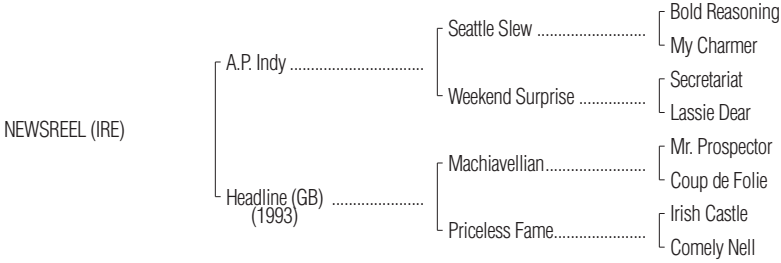 Bold Reasoning
Seattle Slew ..........................
My Charmer
A.P. Indy ................................
Secretariat
Weekend Surprise ................
Lassie Dear
NEWSREEL (IRE)
Mr. Prospector
Machiavellian........................
Coup de Folie
Headline (GB) ......................
(1993)
Irish Castle
Priceless Fame......................
Comely Nell